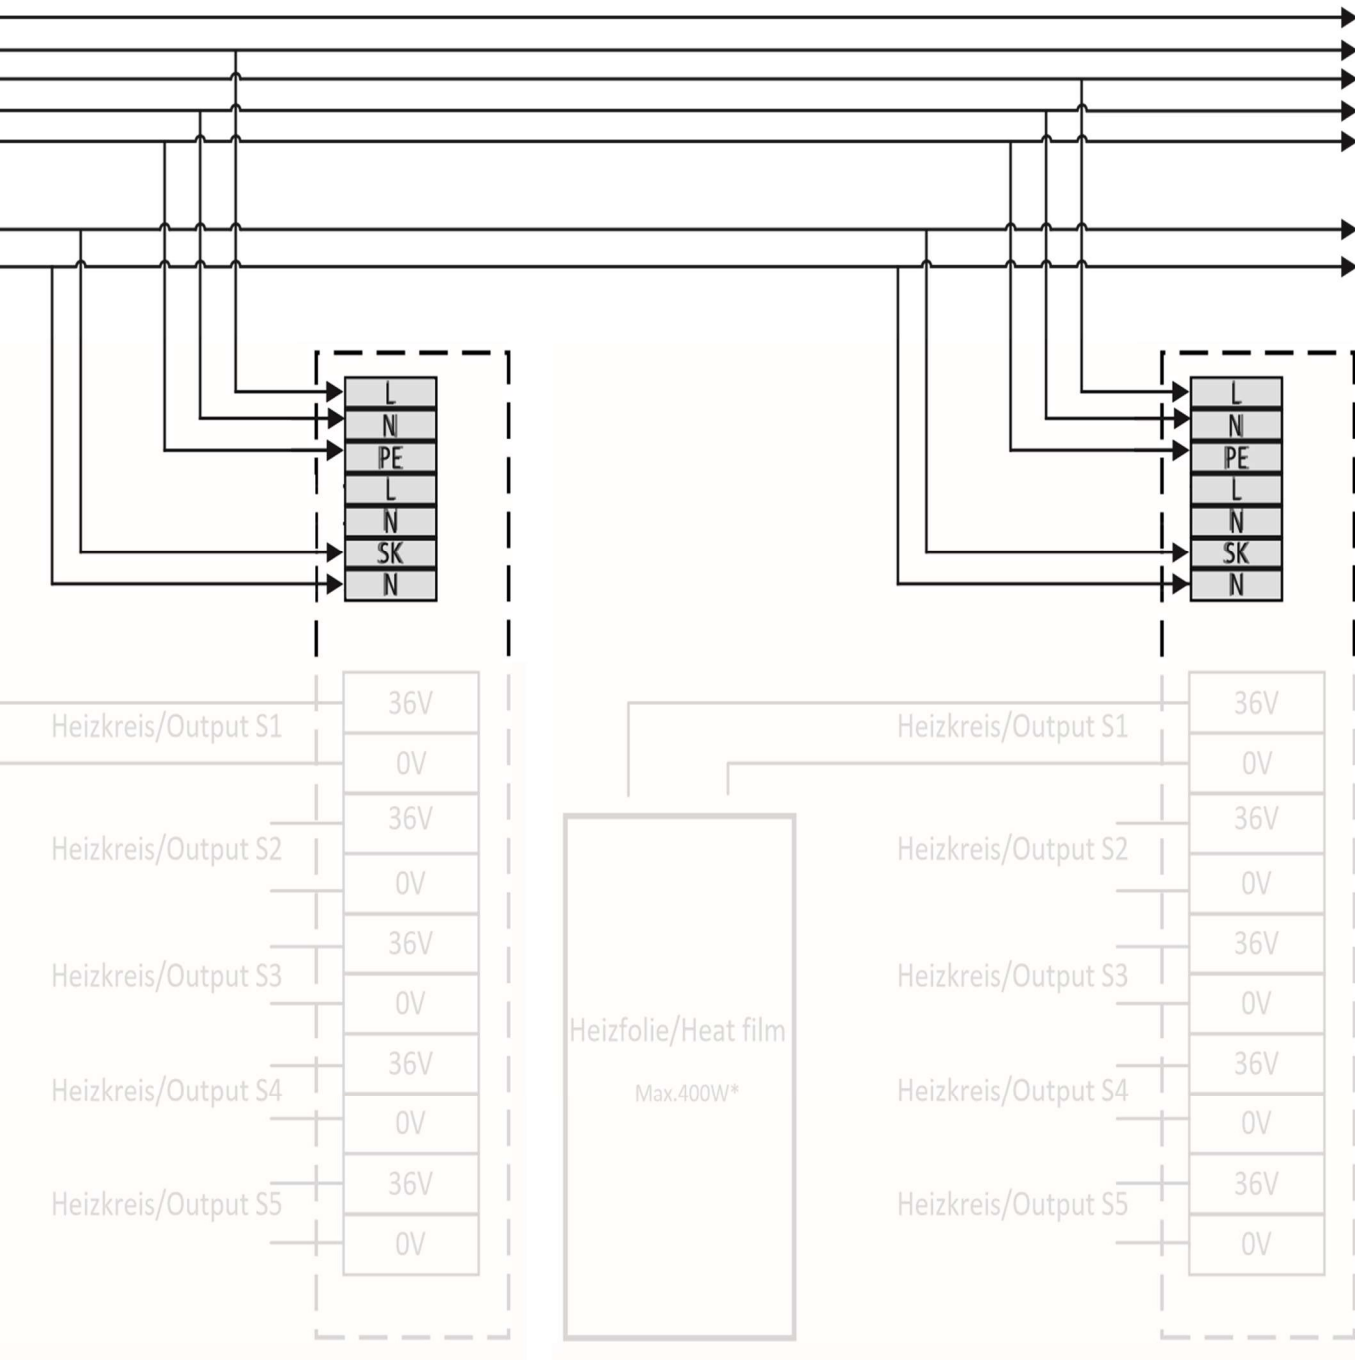 L
N
PE
L
N
SK
N
L
N
PE
L
N
SK
N
Heizkreis/Output S1
36V
0V
Heizkreis/Output S2
36V
0V
Heizkreis/Output S3
36V
0V
Heizkreis/Output S4
36V
0V
Heizkreis/Output S5
36V
0V
Heizfolie/Heat film
Max.400W*
Heizkreis/Output S1
36V
0V
Heizkreis/Output S2
36V
0V
Heizkreis/Output S3
36V
0V
Heizkreis/Output S4
36V
0V
Heizkreis/Output S5
36V
0V